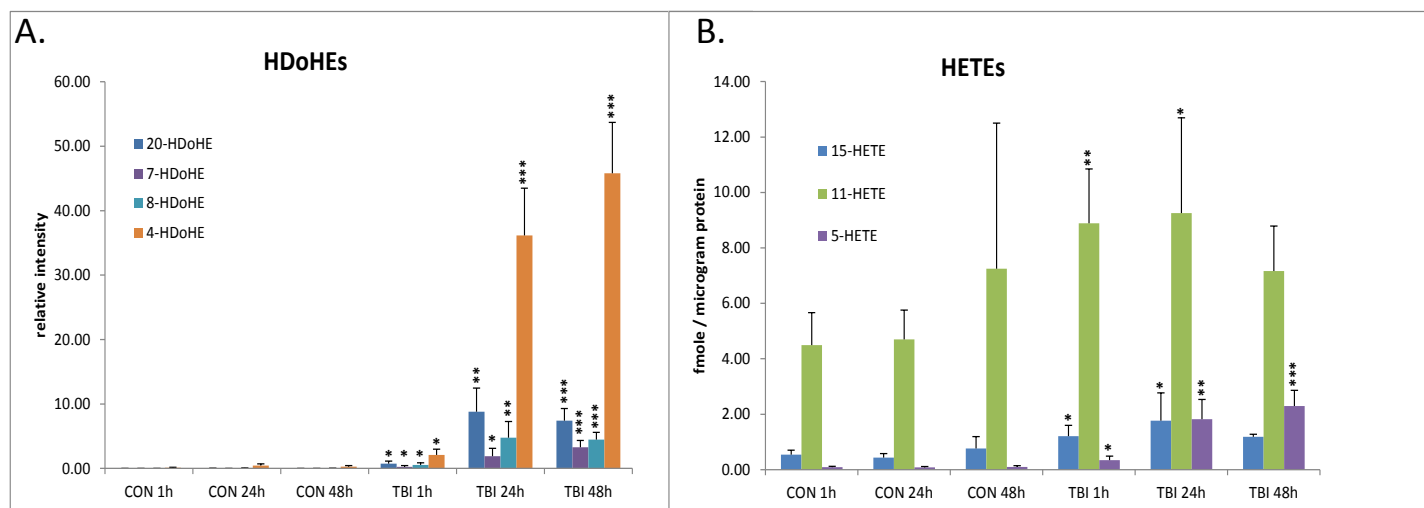 A.
HDoHEs
relative intensity
60.00
50.00
40.00
30.00
20.00
10.00
0.00
20-HDoHE
7-HDoHE
8-HDoHE
4-HDoHE
* * * *
** * ** ***
*** *** *** ***
CON 1h CON 24h CON 48h TBI 1h TBI 24h TBI 48h
B.
HETEs
fmole / microgram protein
14.00
12.00
10.00
8.00
6.00
4.00
2.00
0.00
15-HETE
11-HETE
5-HETE
* ** *
* * **
***
CON 1h CON 24h CON 48h TBI 1h TBI 24h TBI 48h